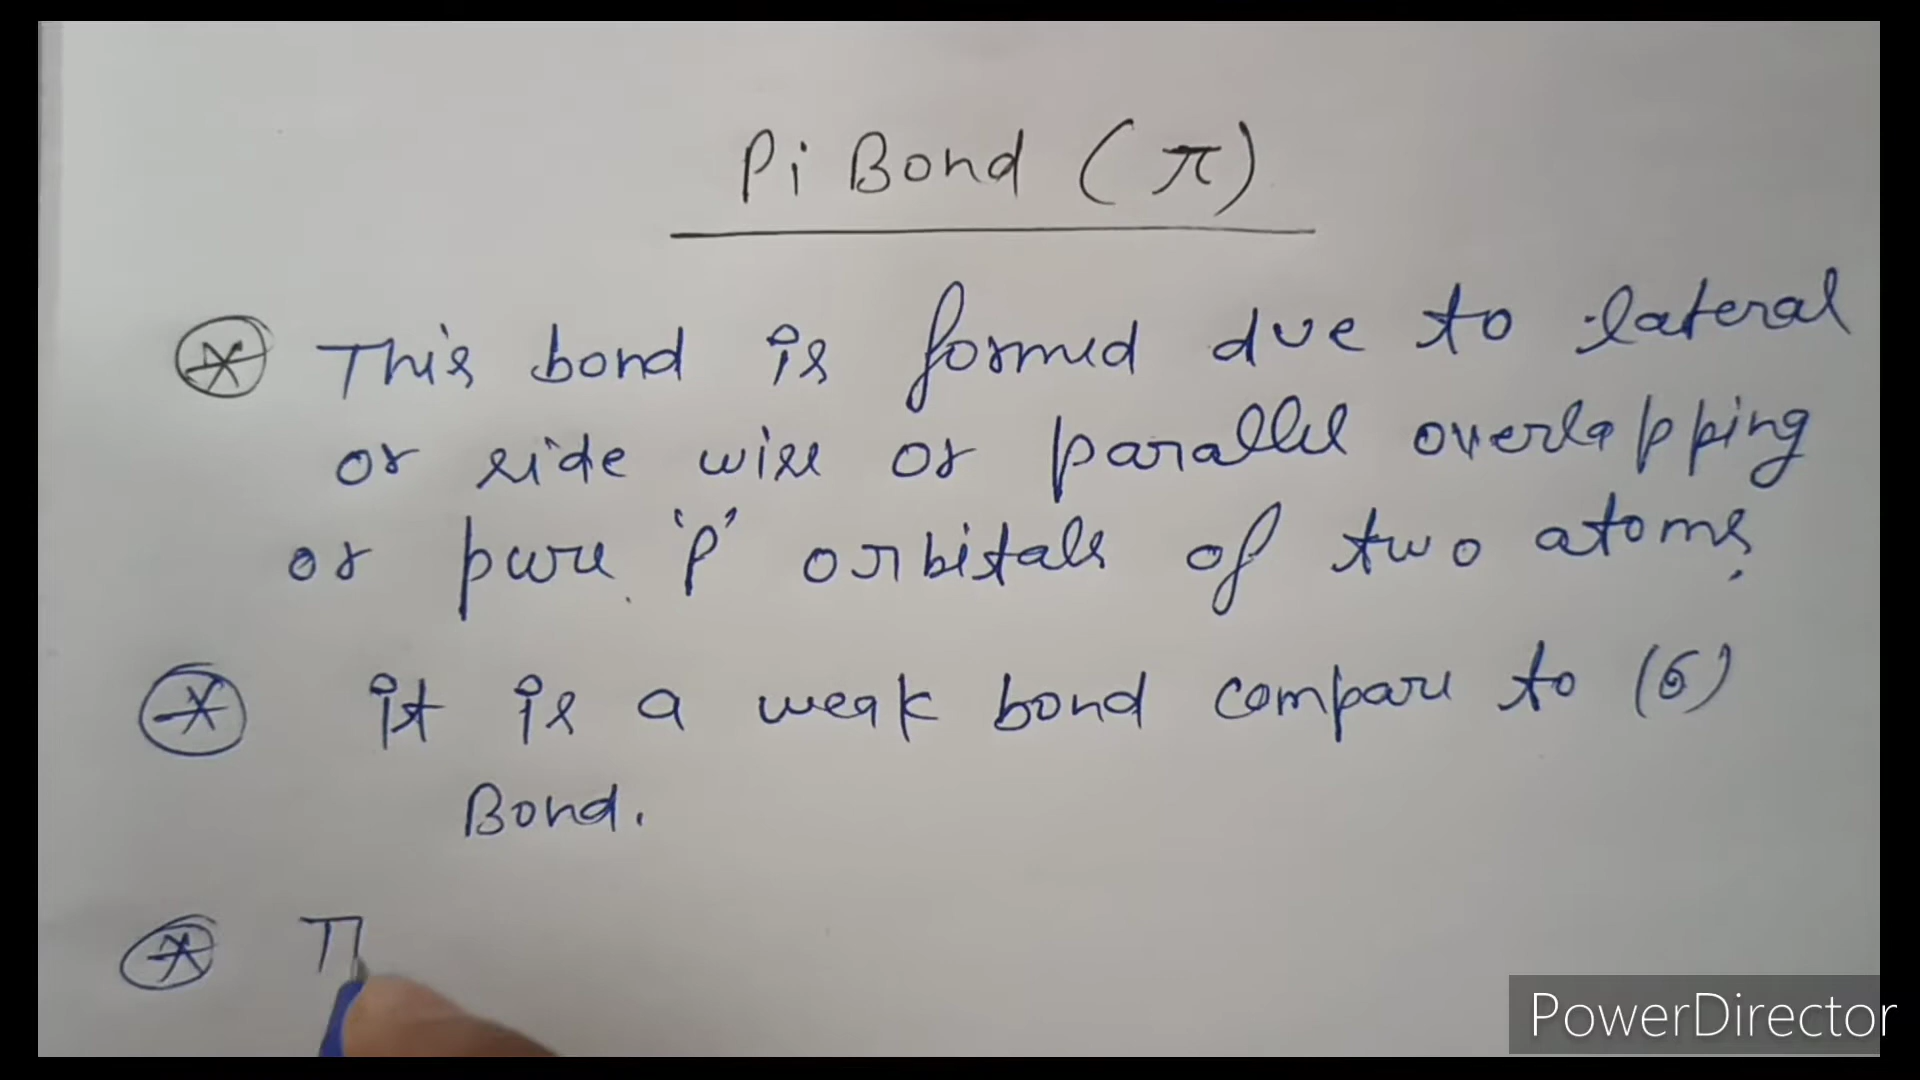 Pi Bond (π)
This bond is formed due to lateral
or side wise or parallel overlapping
or pure 'p' orbitals of two atoms.
it is a weak bond compare to (σ)
Bond.
PowerDirector